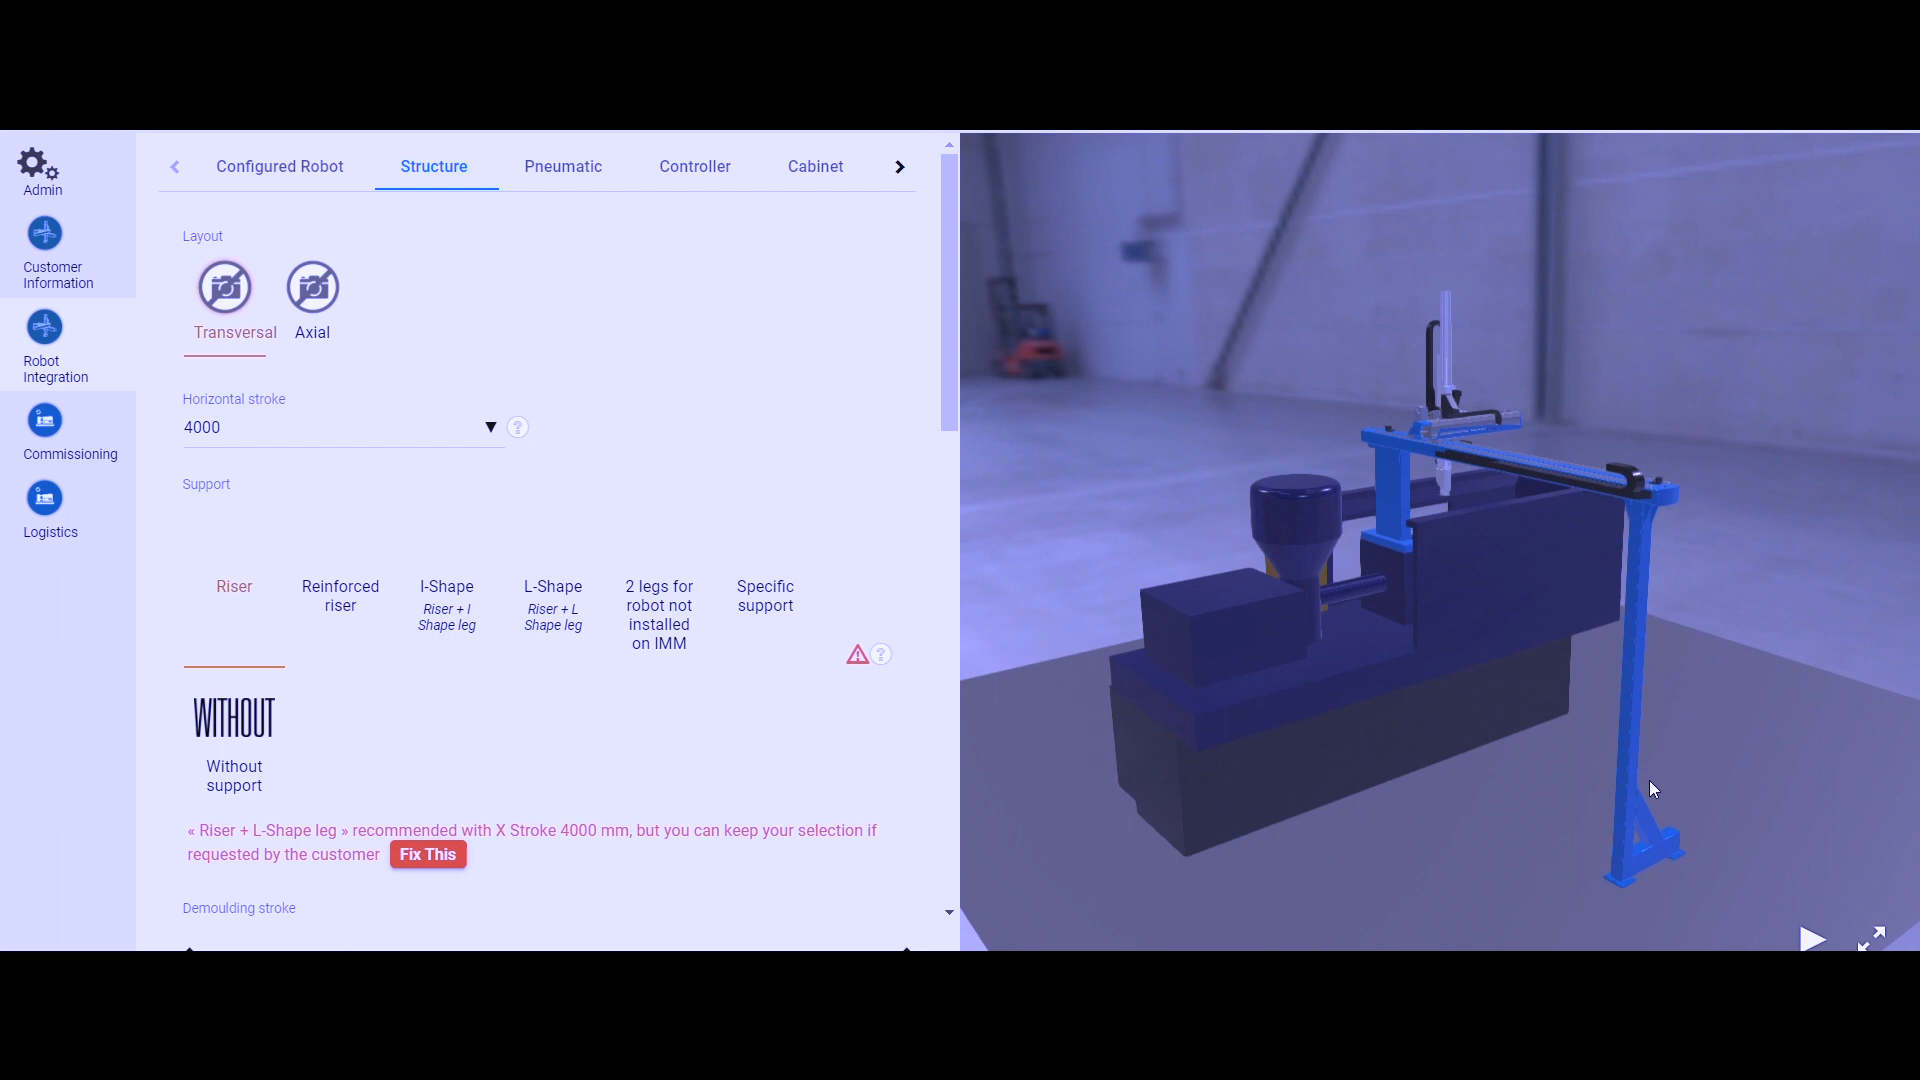 Configured Robot
Structure
Pneumatic
Controller
Cabinet
Admin
Customer
Information
Robot
Integration
Commissioning
Logistics
Layout
Transversal
Axial
Horizontal stroke
4000
?
Support
Riser
Reinforced
riser
I-Shape
Riser + I
Shape leg
L-Shape
Riser + L
Shape leg
2 legs for
robot not
installed
on IMM
Specific
support
?
WITHOUT
Without
support
« Riser + L-Shape leg » recommended with X Stroke 4000 mm, but you can keep your selection if
requested by the customer Fix This
Demoulding stroke